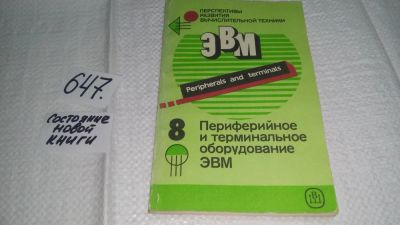 647.
состояние
новой
книги
ПЕРСПЕКТИВЫ
РАЗВИТИЯ
ВЫЧИСЛИТЕЛЬНОЙ ТЕХНИКИ
ЭВМ
Peripherals and terminals
8
Периферийное
и терминальное
оборудование
ЭВМ